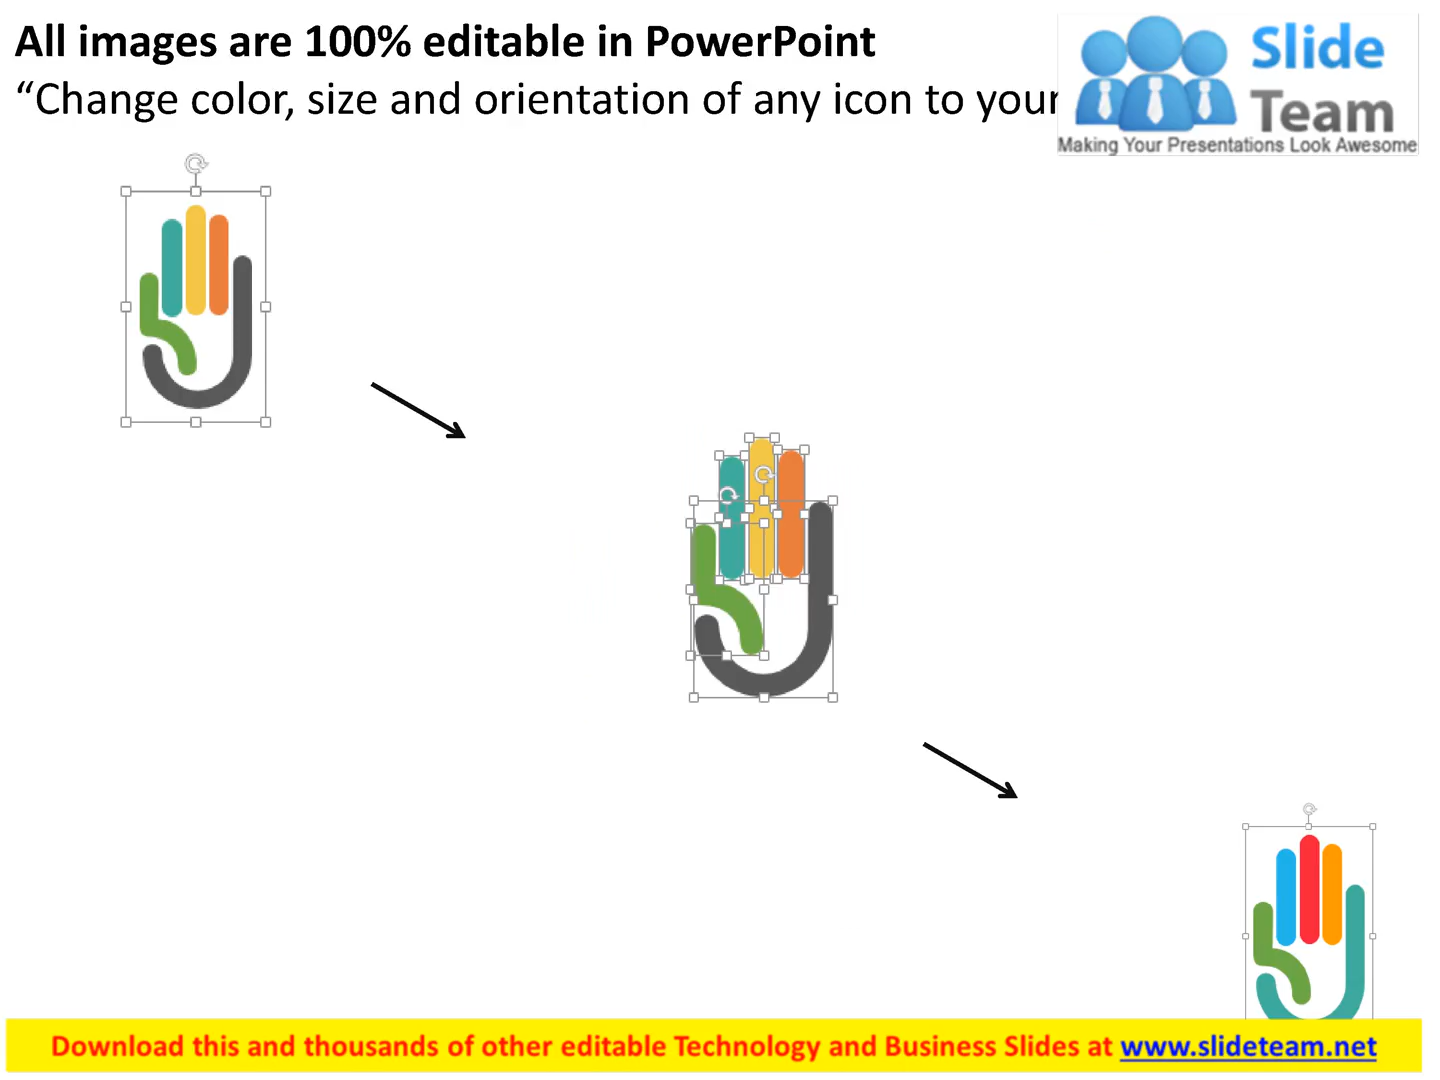 All images are 100% editable in PowerPoint
“Change color, size and orientation of any icon to your
Slide
Team
Making Your Presentations Look Awesome
Download this and thousands of other editable Technology and Business Slides at www.slideteam.net